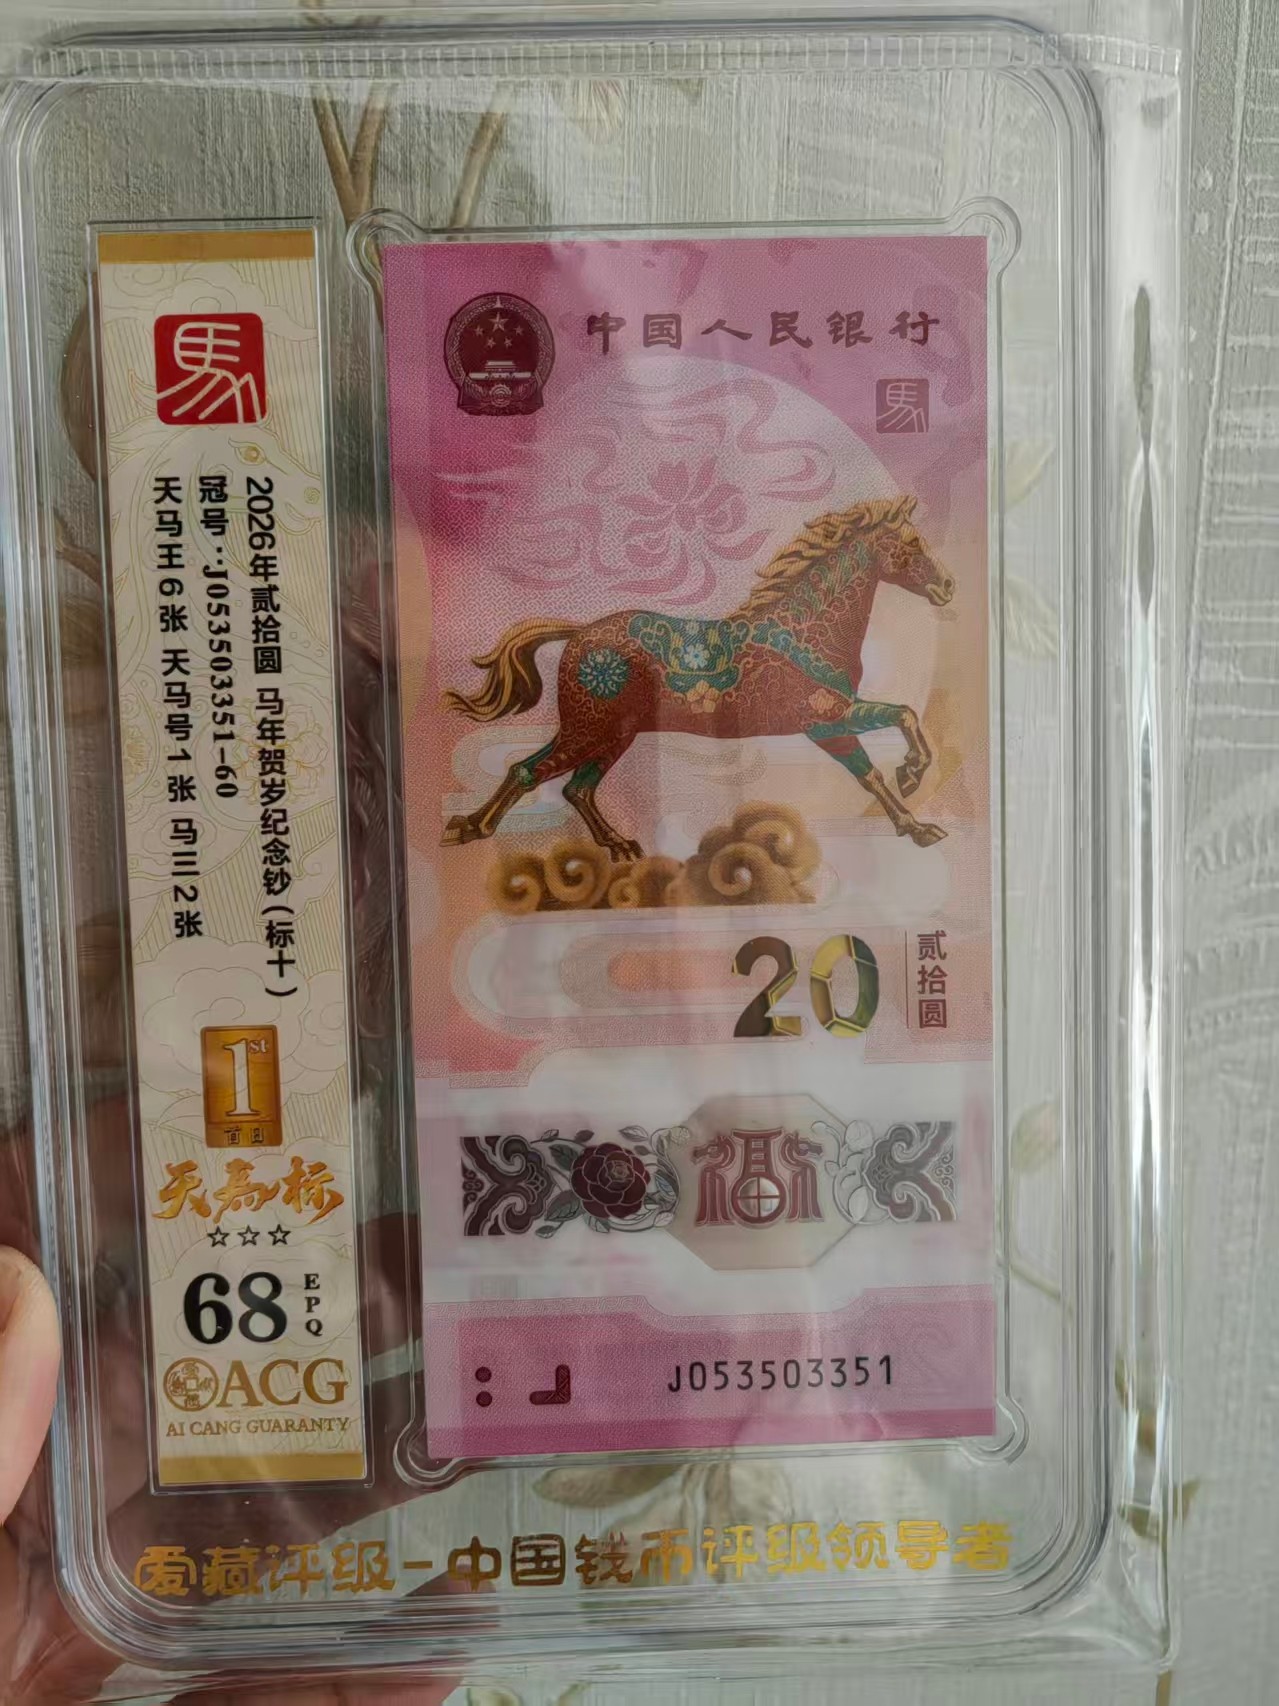 馬
2026年贰拾圆 马年贺岁纪念钞(标十)
冠号:J053503351-60
天马王6张 天马号1张 马三2张
1st
首日
天马标
☆☆☆
68
EPQ
ACG
AI CANG GUARANTY
中国人民银行
馬
20
贰拾圆
福
J053503351
爱藏评级-中国钱币评级领导者